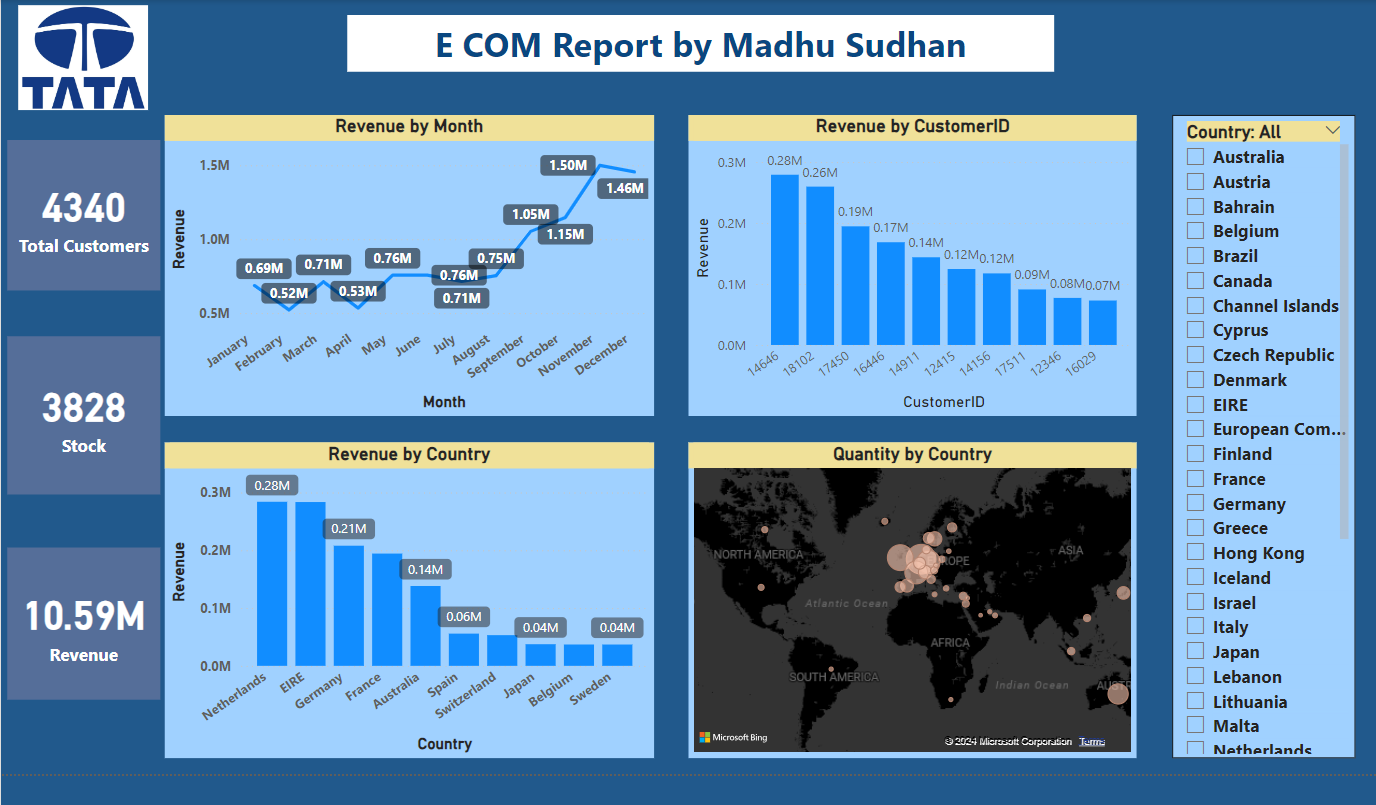 TATA
E COM Report by Madhu Sudhan
4340
Total Customers
3828
Stock
10.59M
Revenue
Revenue by Month
Revenue
1.5M
1.0M
0.5M
0.69M
0.52M
0.71M
0.53M
0.76M
0.76M
0.71M
0.75M
1.05M
1.15M
1.50M
1.46M
January
February
March
April
May
June
July
August
September
October
November
December
Month
Revenue by CustomerID
Revenue
0.3M
0.2M
0.1M
0.0M
0.28M
0.26M
0.19M
0.17M
0.14M
0.12M
0.12M
0.09M
0.08M
0.07M
14646
18102
17450
16446
14911
12415
14156
17511
12346
16029
CustomerID
Revenue by Country
Revenue
0.3M
0.2M
0.1M
0.0M
0.28M
0.21M
0.14M
0.06M
0.04M
0.04M
Netherlands
EIRE
Germany
France
Australia
Spain
Switzerland
Japan
Belgium
Sweden
Country
Quantity by Country
NORTH AMERICA
ROPE
ASIA
Atlantic Ocean
AFRICA
SOUTH AMERICA
Indian Ocean
AUSTR
Microsoft Bing
© 2024 Microsoft Corporation Terms
Country: All
Australia
Austria
Bahrain
Belgium
Brazil
Canada
Channel Islands
Cyprus
Czech Republic
Denmark
EIRE
European Com...
Finland
France
Germany
Greece
Hong Kong
Iceland
Israel
Italy
Japan
Lebanon
Lithuania
Malta
Netherlands